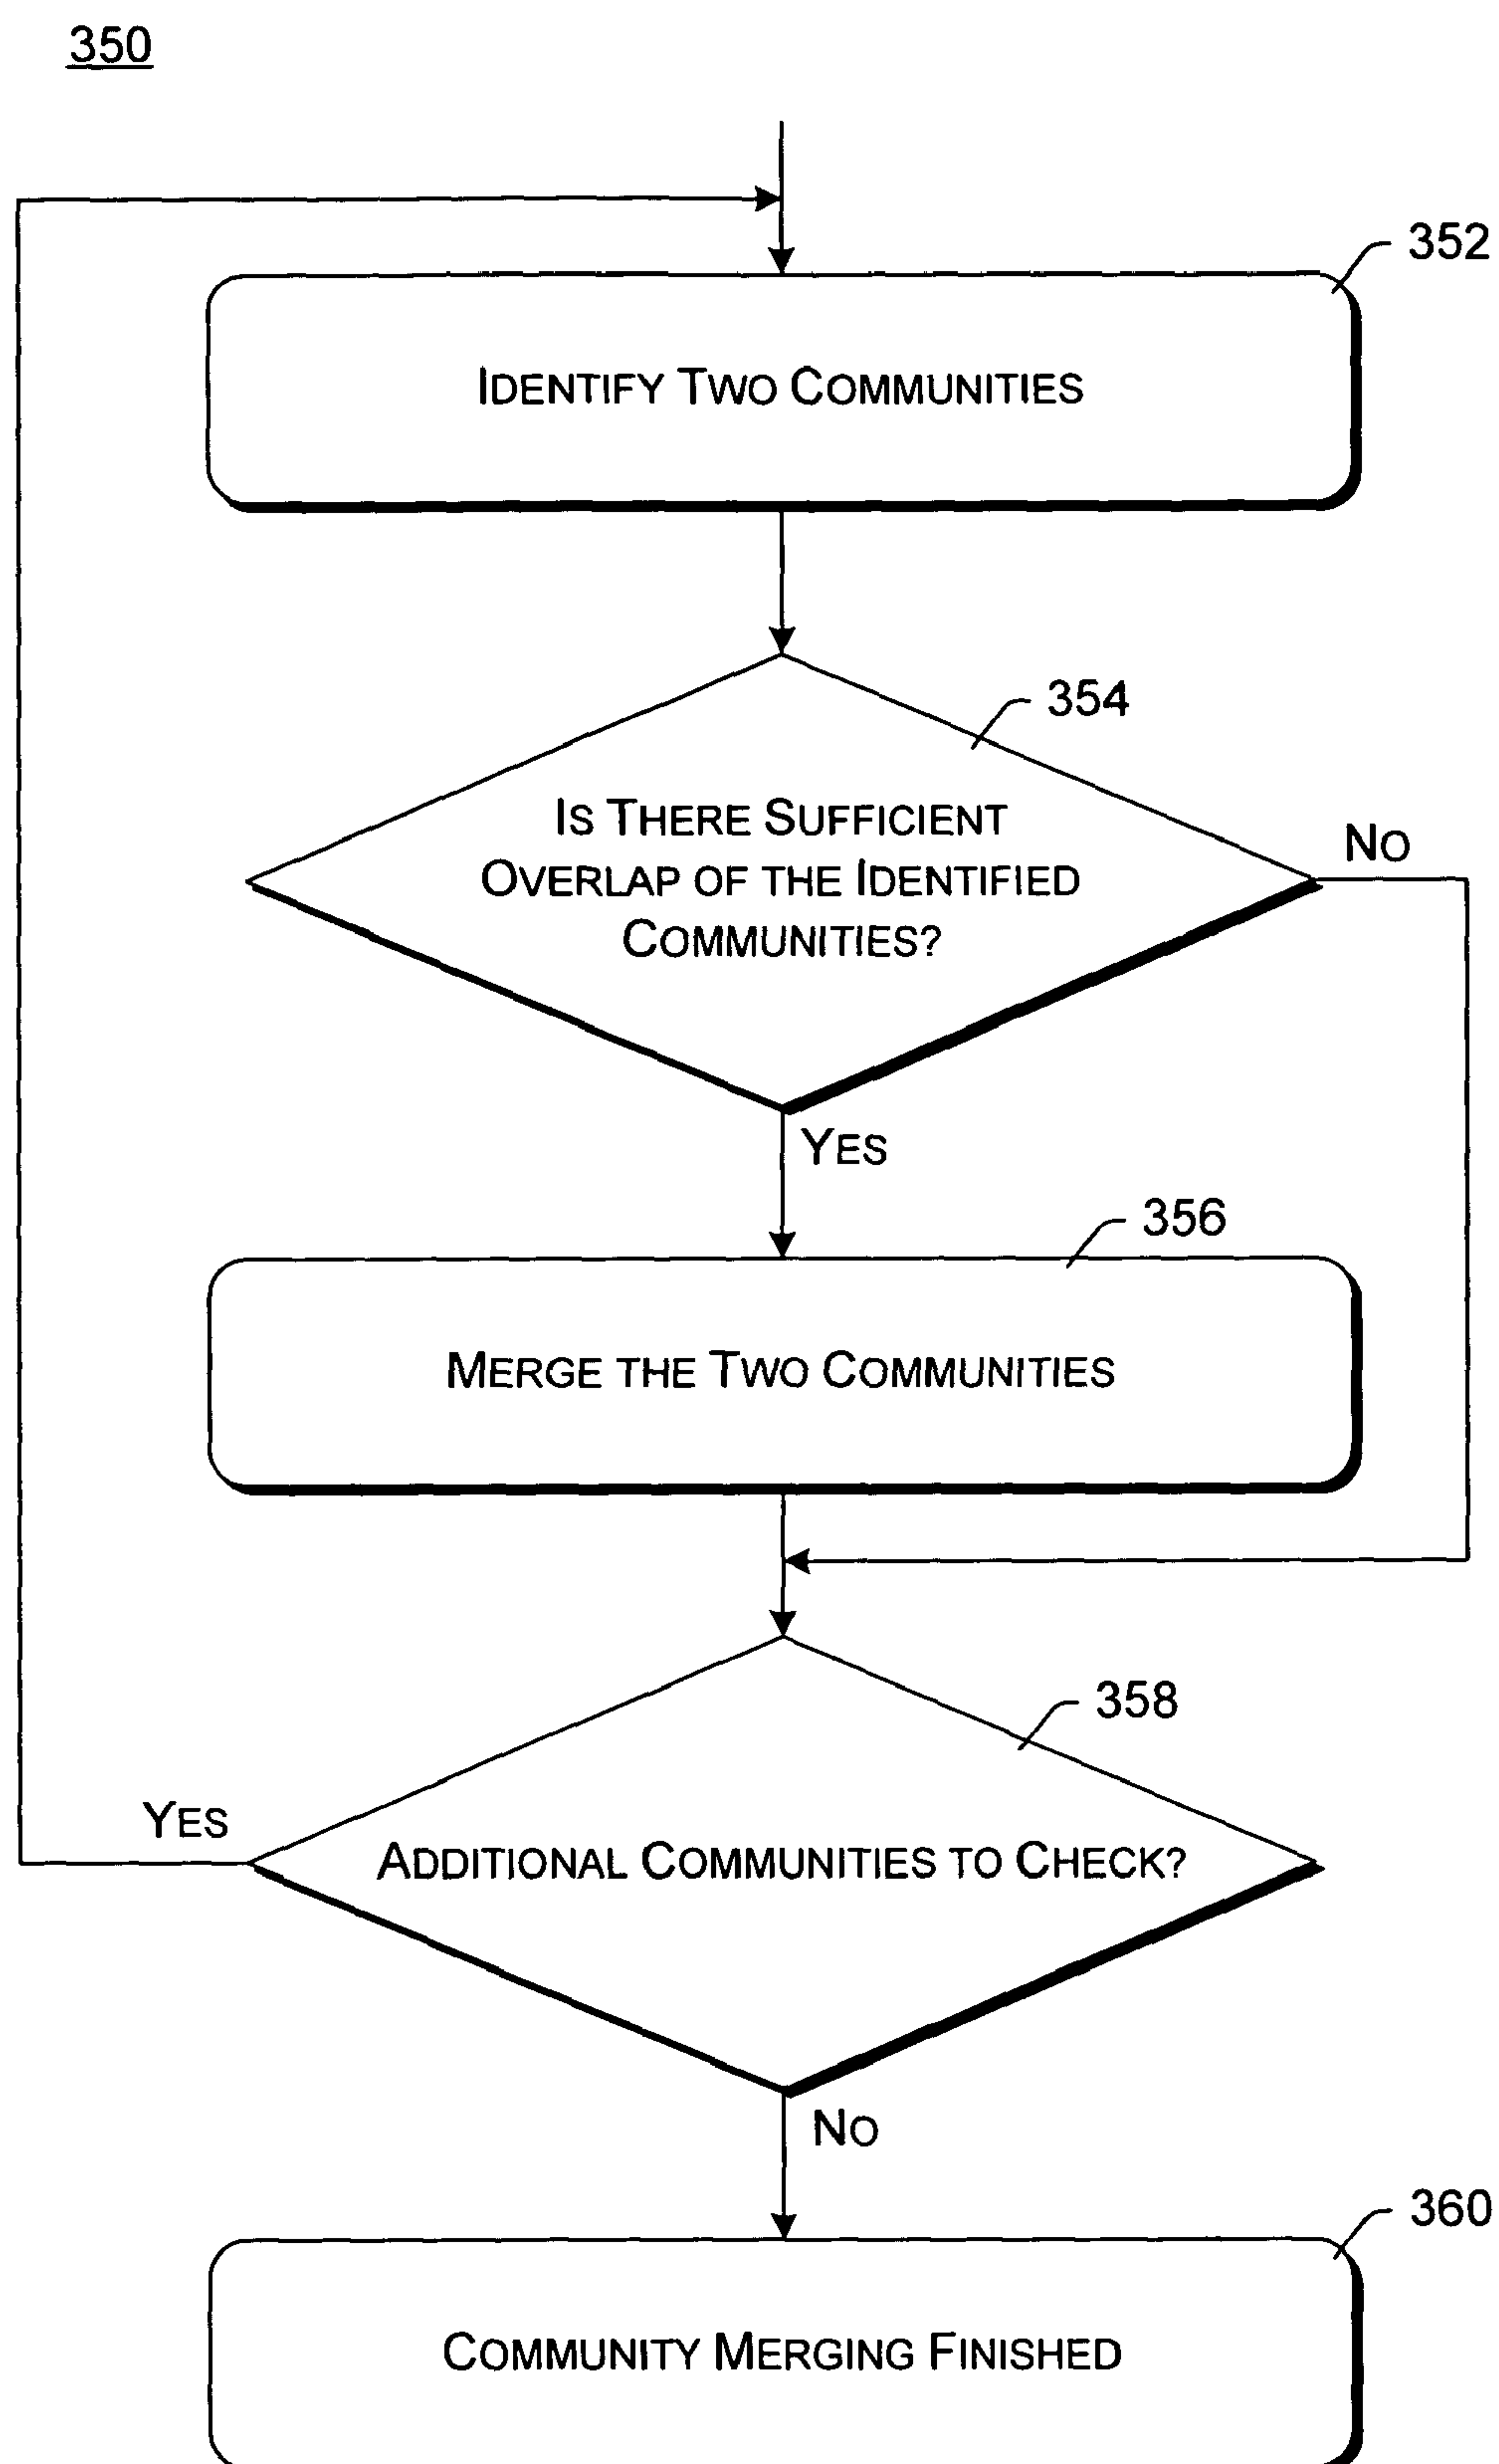 350
352
IDENTIFY TWO COMMUNITIES
354
IS THERE SUFFICIENT
OVERLAP OF THE IDENTIFIED
COMMUNITIES?
NO
YES
356
MERGE THE TWO COMMUNITIES
358
YES
ADDITIONAL COMMUNITIES TO CHECK?
NO
360
COMMUNITY MERGING FINISHED